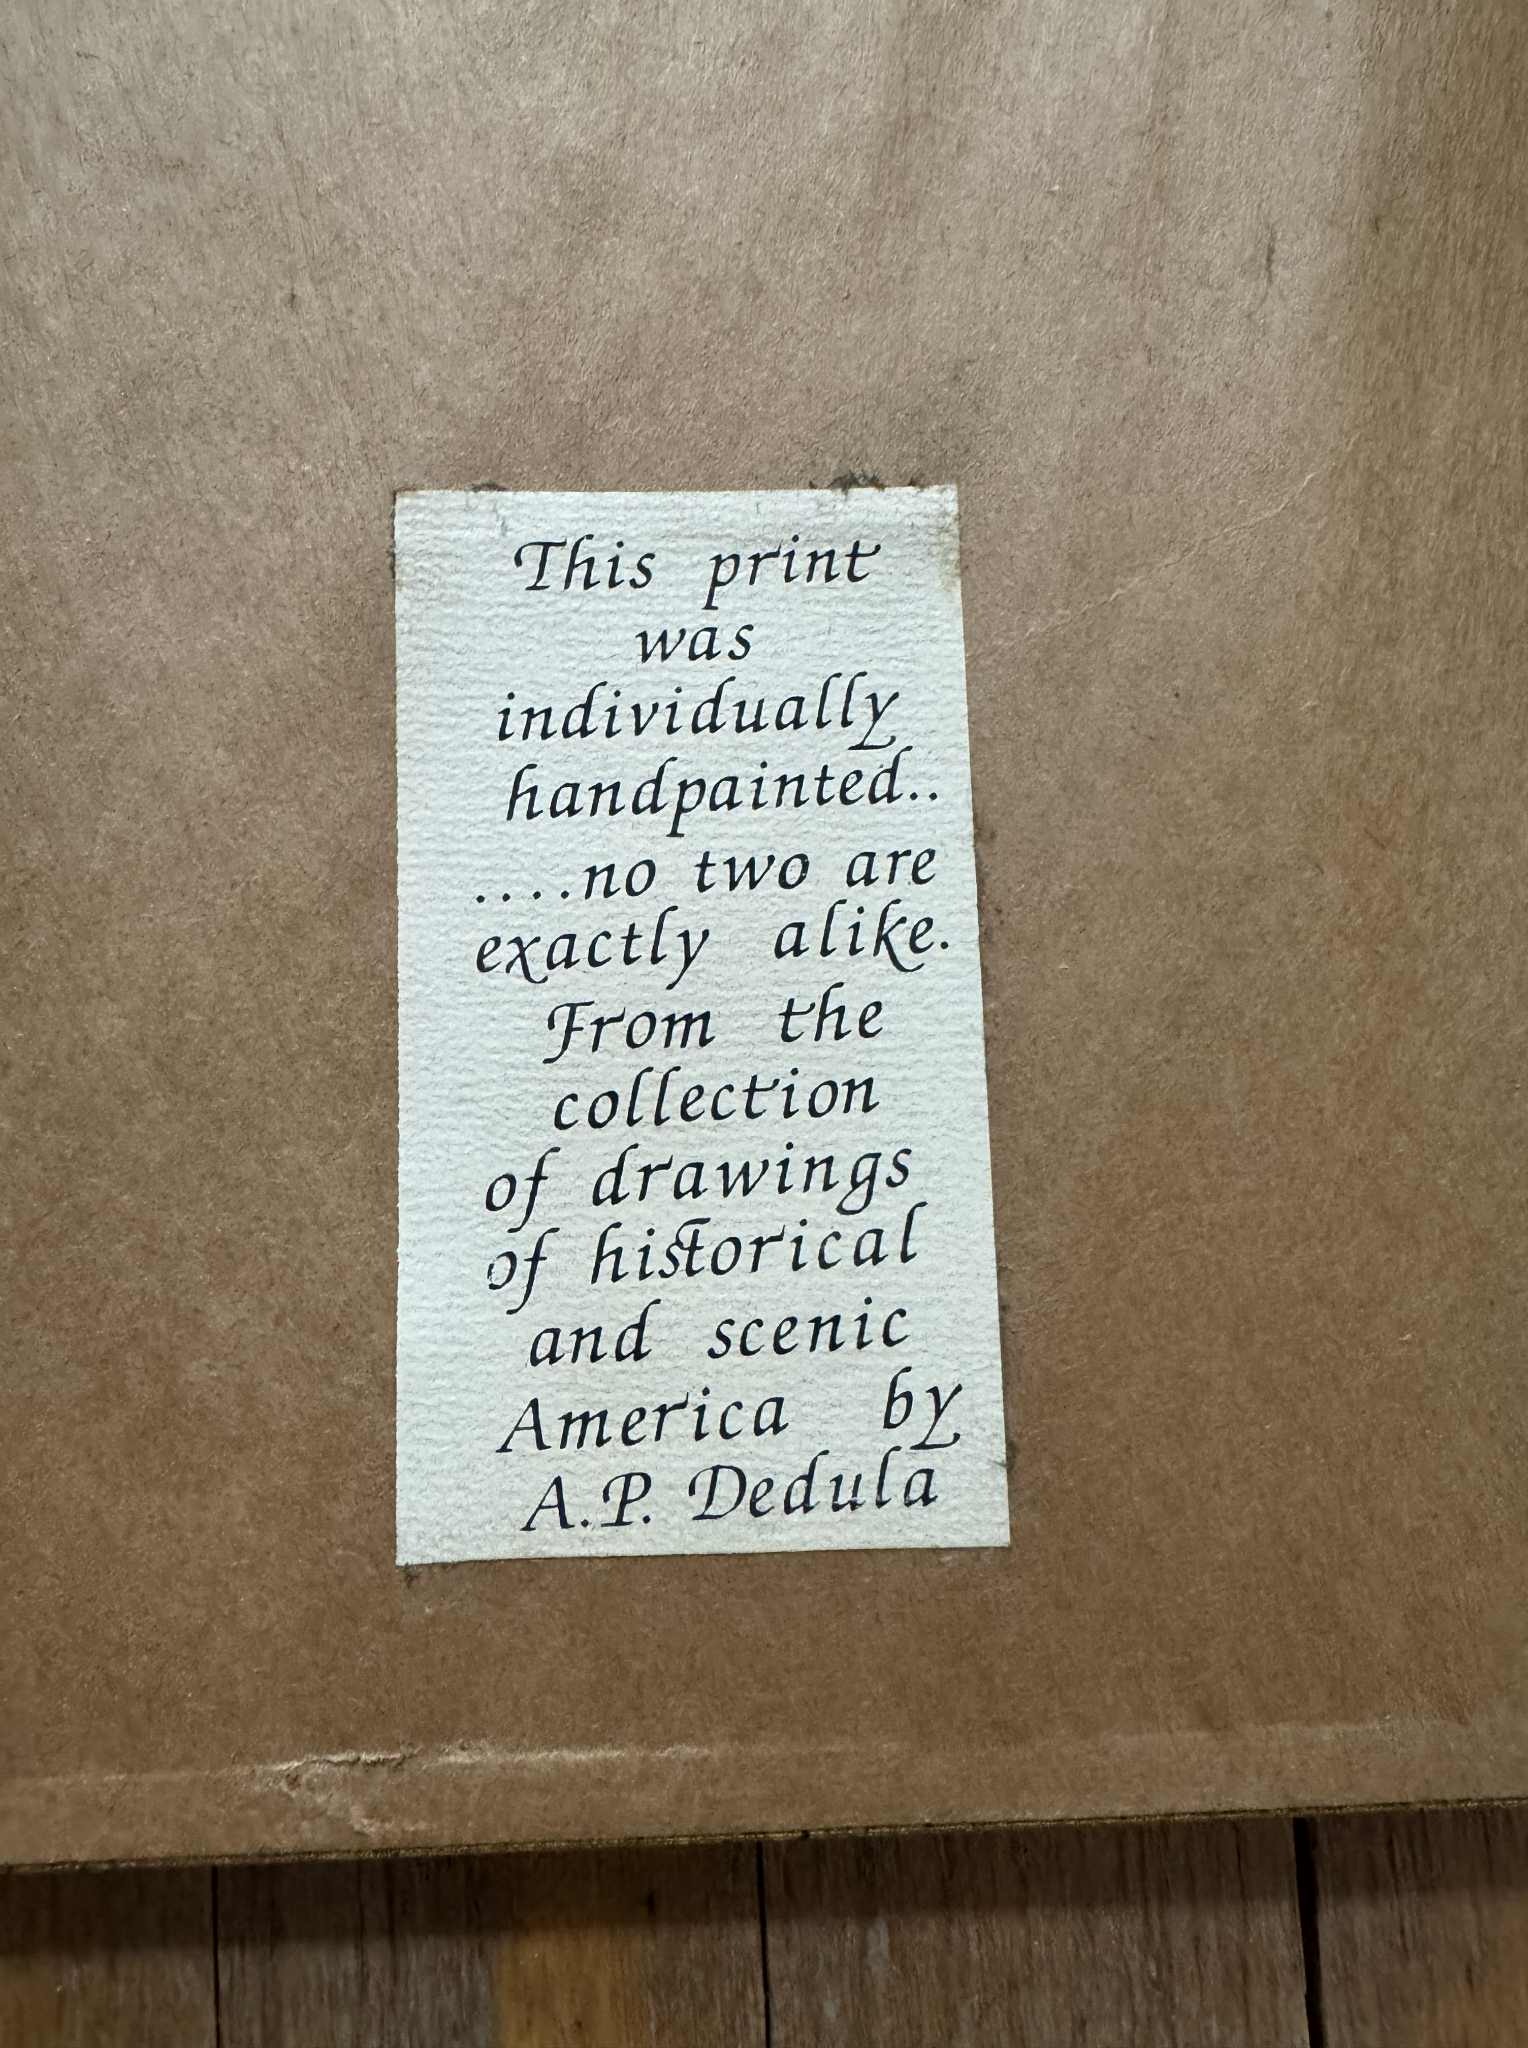 This print
was
individually
handpainted..
....no two are
exactly alike.
From the
collection
of drawings
of historical
and scenic
America by
A.P. Dedula